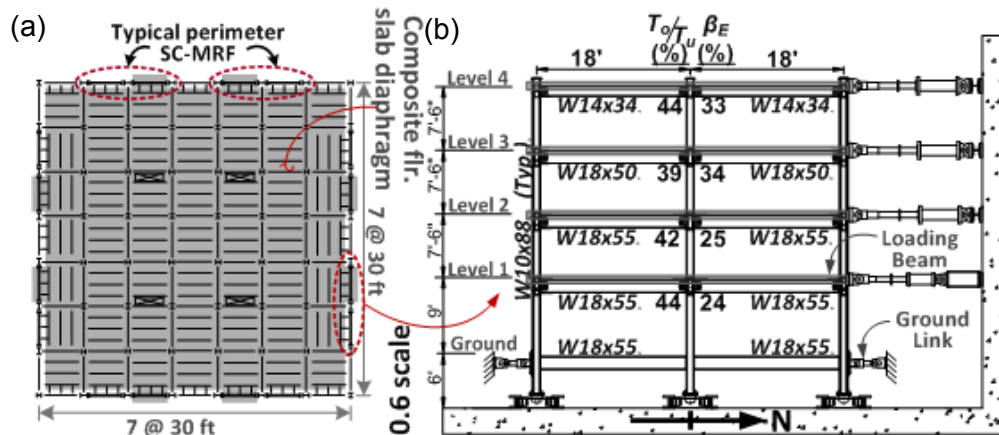 (a)
Typical perimeter
SC-MRF
Composite flr.
slab diaphragm
7 @ 30 ft
7 @ 30 ft
0.6 scale
(b)
To/Tu
(%)
βE
(%)
18'
18'
Level 4
W14x34
44
33
W14x34
7'-6"
Level 3
W18x50
39
34
W18x50
7'-6"
Level 2
W18x55
42
25
W18x55
7'-6"
Level 1
W18x55
44
24
W18x55
9'
Ground
W18x55
W18x55
6'
W10x88 (Typ.)
Loading
Beam
Ground
Link
N